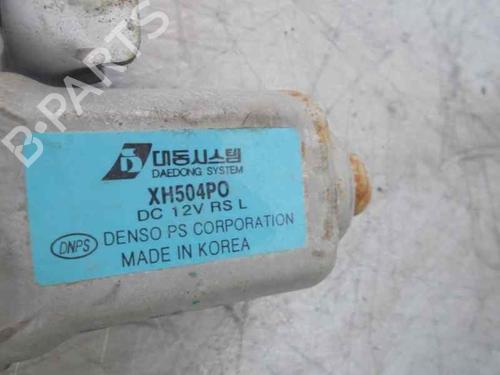 B-PARTS
대동시스템
DAEDONG SYSTEM
XH504PO
DC 12V RS L
DNPS DENSO PS CORPORATION
MADE IN KOREA